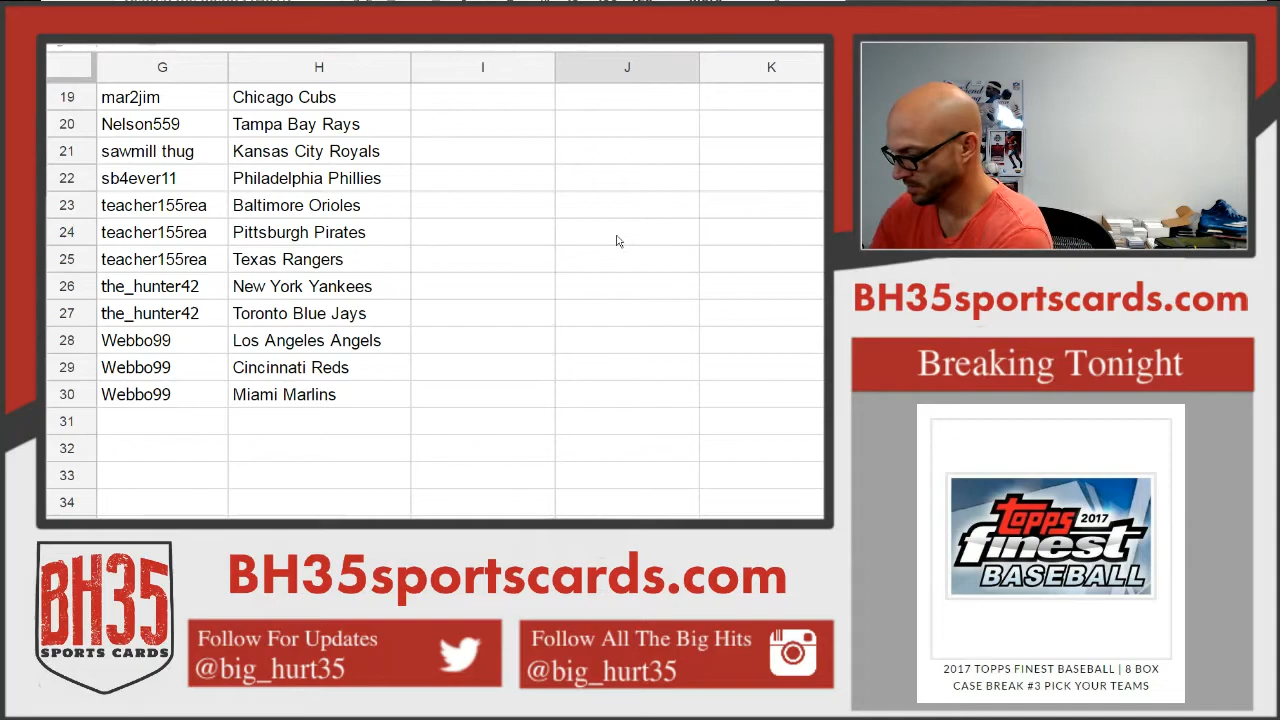 G H I J K
19 mar2jim Chicago Cubs
20 Nelson559 Tampa Bay Rays
21 sawmill thug Kansas City Royals
22 sb4ever11 Philadelphia Phillies
23 teacher155rea Baltimore Orioles
24 teacher155rea Pittsburgh Pirates
25 teacher155rea Texas Rangers
26 the_hunter42 New York Yankees
27 the_hunter42 Toronto Blue Jays
28 Webbo99 Los Angeles Angels
29 Webbo99 Cincinnati Reds
30 Webbo99 Miami Marlins
31
32
33
34
BH35sportscards.com
Breaking Tonight
topps 2017
finest
BASEBALL
2017 TOPPS FINEST BASEBALL | 8 BOX
CASE BREAK #3 PICK YOUR TEAMS
BH35
SPORTS CARDS
BH35sportscards.com
Follow For Updates
@big_hurt35
Follow All The Big Hits
@big_hurt35